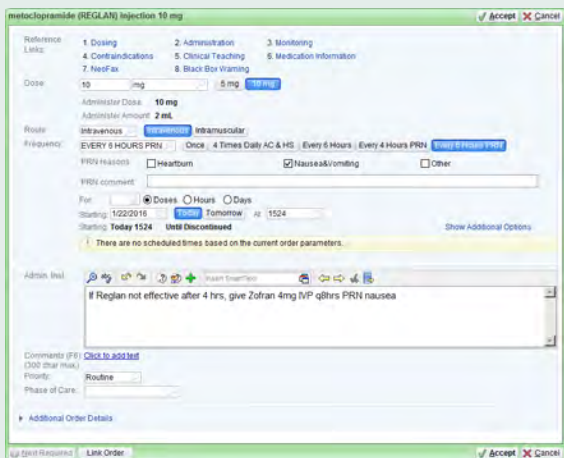 metoclopramide (REGLAN) injection 10 mg Accept Cancel
Reference Links: 1. Dosing 2. Administration 3. Monitoring
4. Contraindications 5. Clinical Teaching 6. Medication Information
7. NeoFax 8. Black Box Warning
Dose: 10 mg 5 mg 10 mg
Administer Dose: 10 mg
Administer Amount: 2 mL
Route: Intravenous Intravenous Intramuscular
Frequency: EVERY 6 HOURS PRN Once 4 Times Daily AC & HS Every 6 Hours Every 4 Hours PRN Every 6 Hours PRN
PRN reasons: Heartburn Nausea&Vomiting Other
PRN comment:
For: Doses Hours Days
Starting: 1/22/2016 Today Tomorrow At: 1524
Starting: Today 1524 Until Discontinued Show Additional Options
There are no scheduled times based on the current order parameters.
Admin. Inst.: Insert SmartText
If Reglan not effective after 4 hrs, give Zofran 4mg IVP q8hrs PRN nausea
Comments (F6) Click to add text
(300 char max.)
Priority: Routine
Phase of Care:
Additional Order Details
Next Required Link Order Accept Cancel